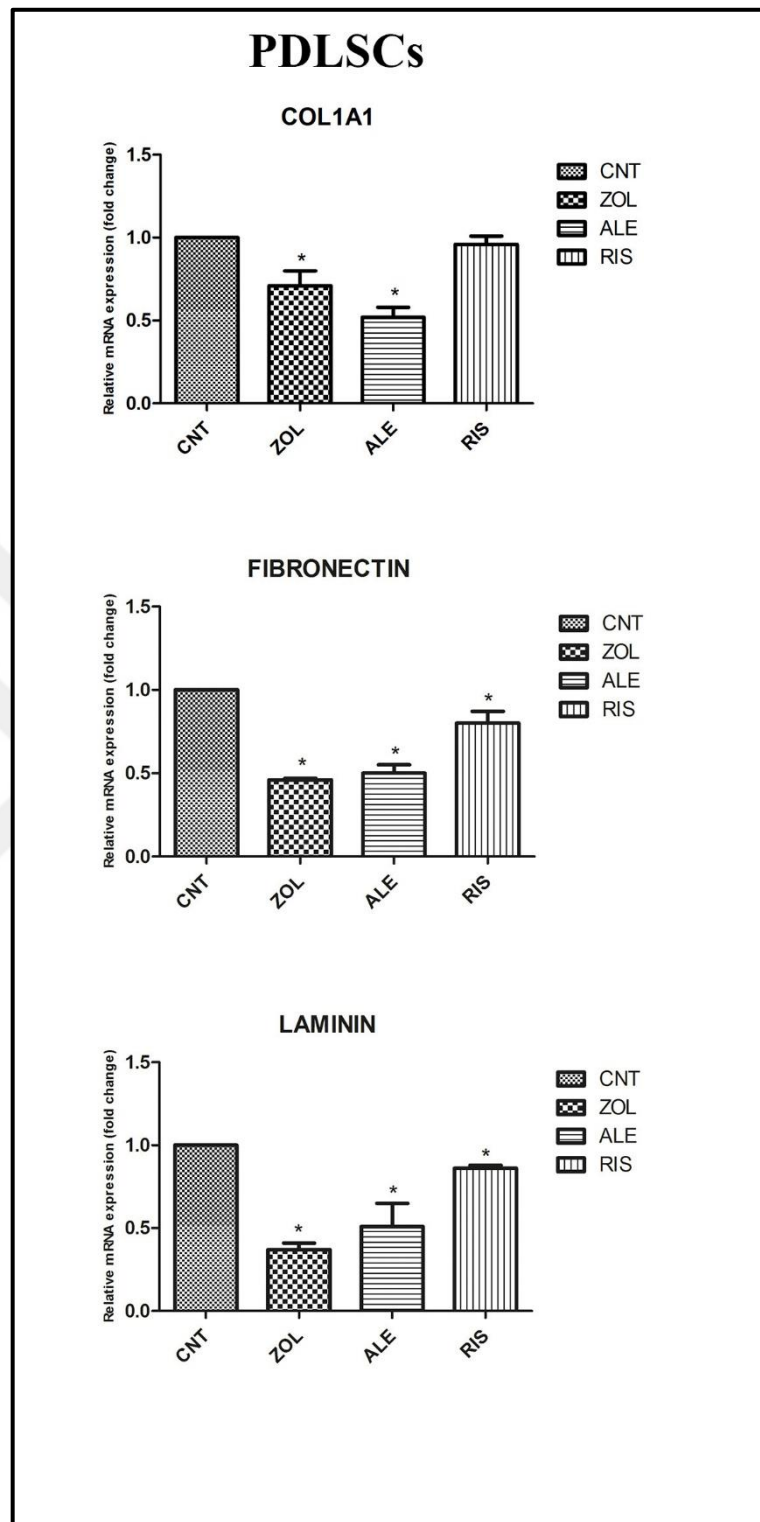 PDLSCs
COL1A1
Relative mRNA expression (fold change)
1.5
1.0
0.5
0.0
*
*
CNT
ZOL
ALE
RIS
CNT
ZOL
ALE
RIS
FIBRONECTIN
Relative mRNA expression (fold change)
1.5
1.0
0.5
0.0
*
*
*
CNT
ZOL
ALE
RIS
CNT
ZOL
ALE
RIS
LAMININ
Relative mRNA expression (fold change)
1.5
1.0
0.5
0.0
*
*
*
CNT
ZOL
ALE
RIS
CNT
ZOL
ALE
RIS